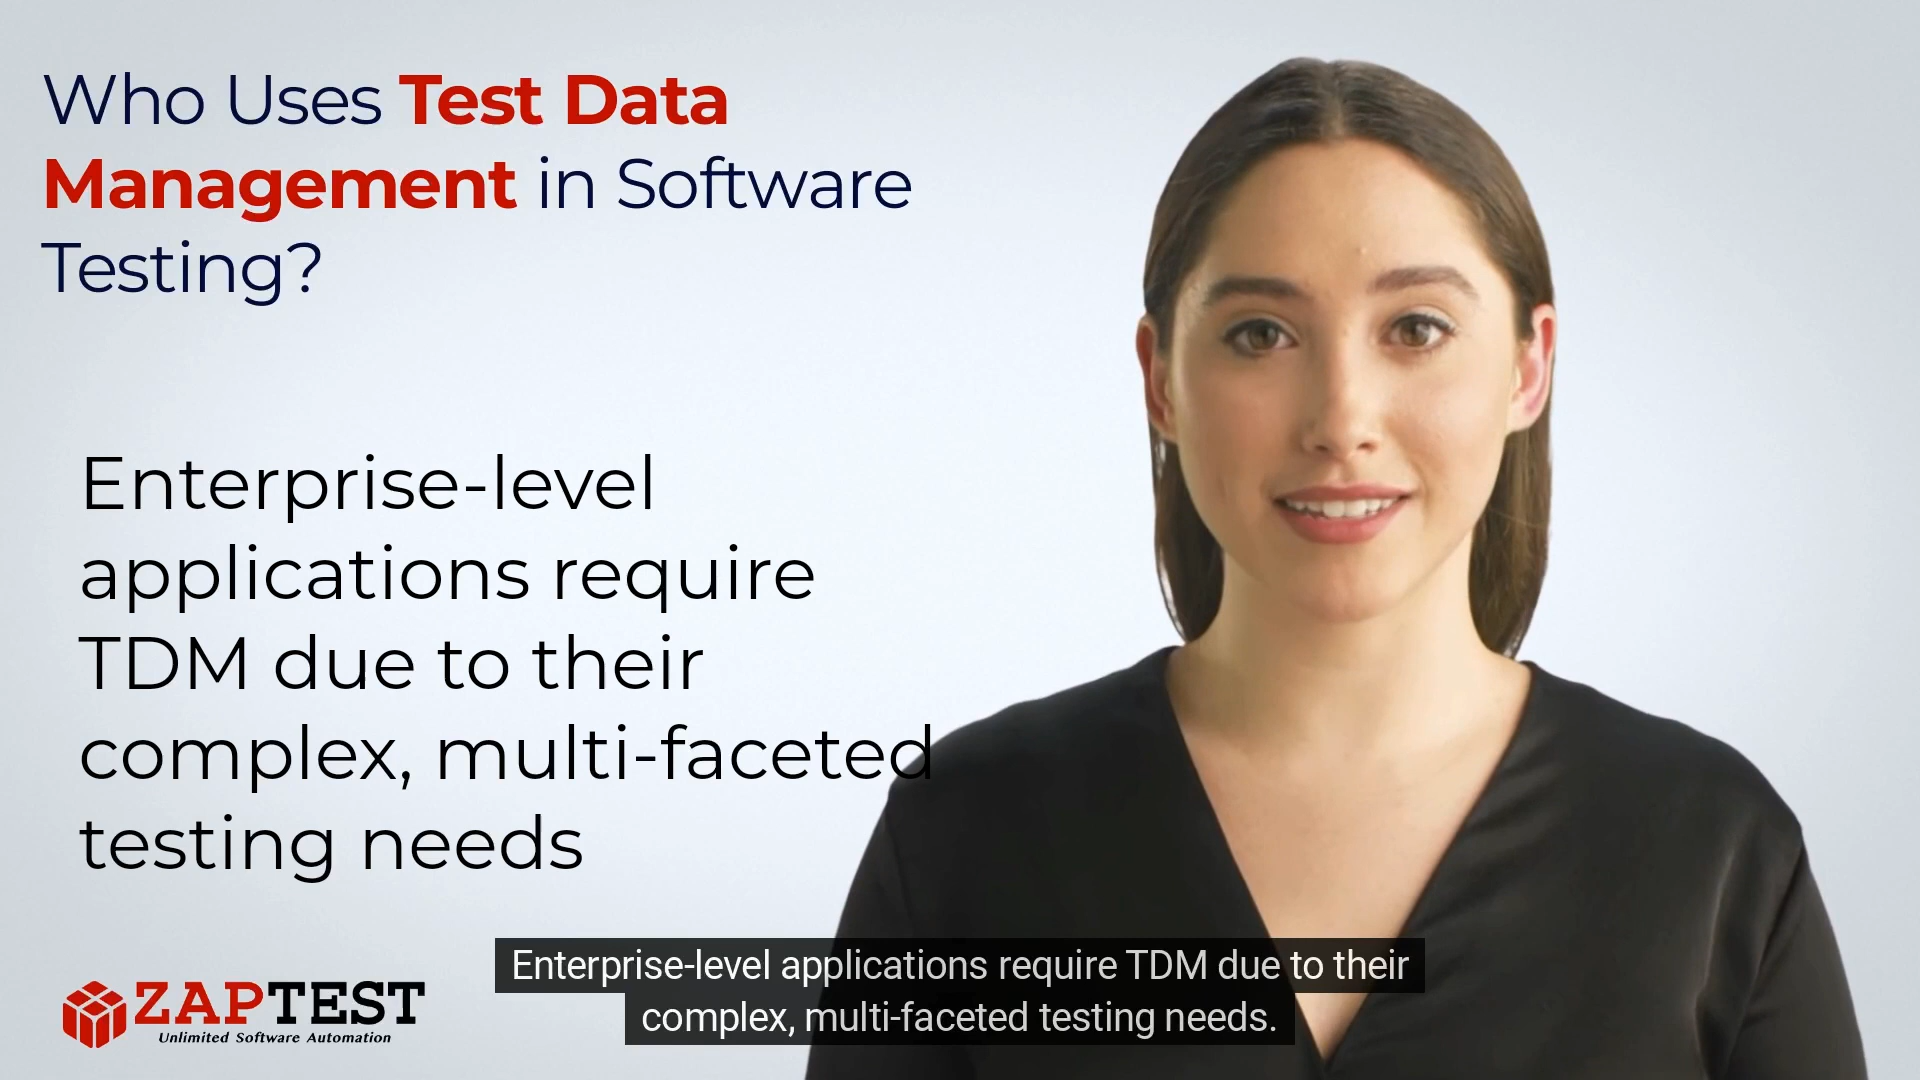 Who Uses Test Data
Management in Software
Testing?
Enterprise-level
applications require
TDM due to their
complex, multi-faceted
testing needs
ZAPTEST
Unlimited Software Automation
Enterprise-level applications require TDM due to their
complex, multi-faceted testing needs.